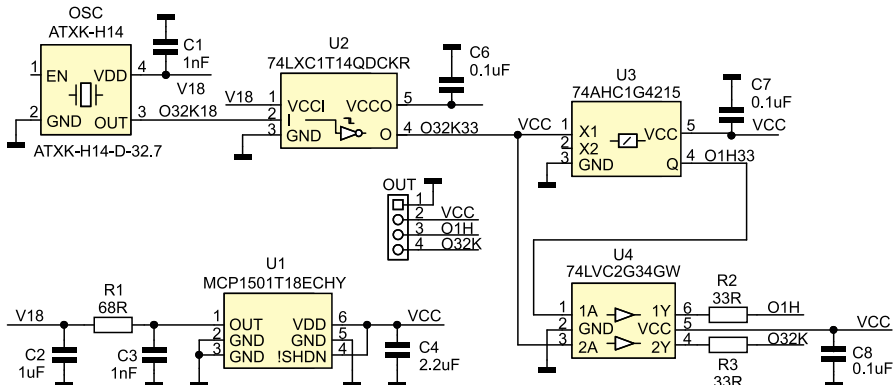 OSC
ATXK-H14
1 EN VDD 4
2 GND OUT 3
ATXK-H14-D-32.7
C1
1nF
V18
O32K18
U2
74LXC1T14QDCKR
V18 1 VCCI VCCO 5
2 I
3 GND O 4 O32K33
C6
0.1uF
U3
74AHC1G4215
VCC 1 X1 VCC 5 VCC
2 X2
3 GND Q 4 O1H33
C7
0.1uF
OUT
1
2 VCC
3 O1H
4 O32K
U1
MCP1501T18ECHY
V18
R1
68R
1 OUT VDD 6 VCC
2 GND GND 5
3 GND !SHDN 4
C2
1uF
C3
1nF
C4
2.2uF
U4
74LVC2G34GW
1 1A 1Y 6
2 GND VCC 5
3 2A 2Y 4
R2
33R
O1H
VCC
O32K
R3
33R
C8
0.1uF